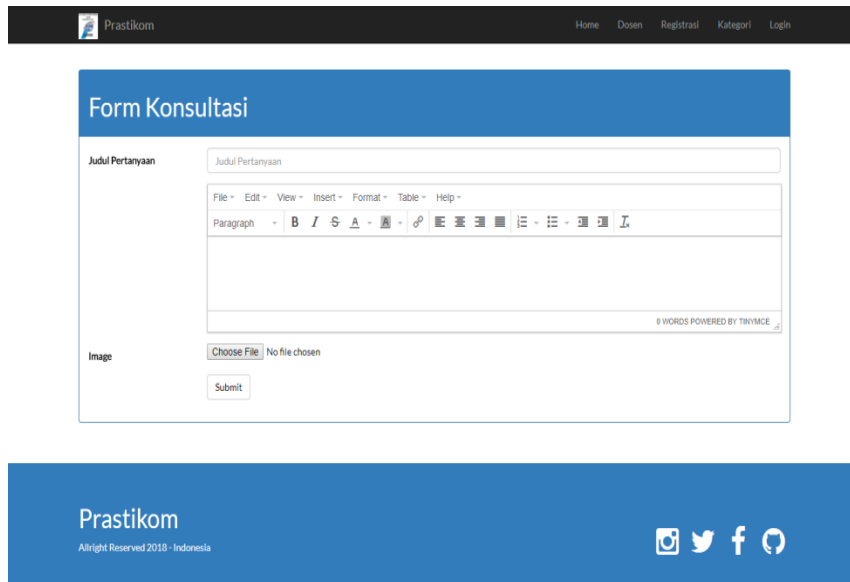 Prastikom Home Dosen Registrasi Kategori Login
Form Konsultasi
Judul Pertanyaan Judul Pertanyaan
File Edit View Insert Format Table Help
Paragraph B I S A A
0 WORDS POWERED BY TINYMCE
Image Choose File No file chosen
Submit
Prastikom
Allright Reserved 2018 - Indonesia